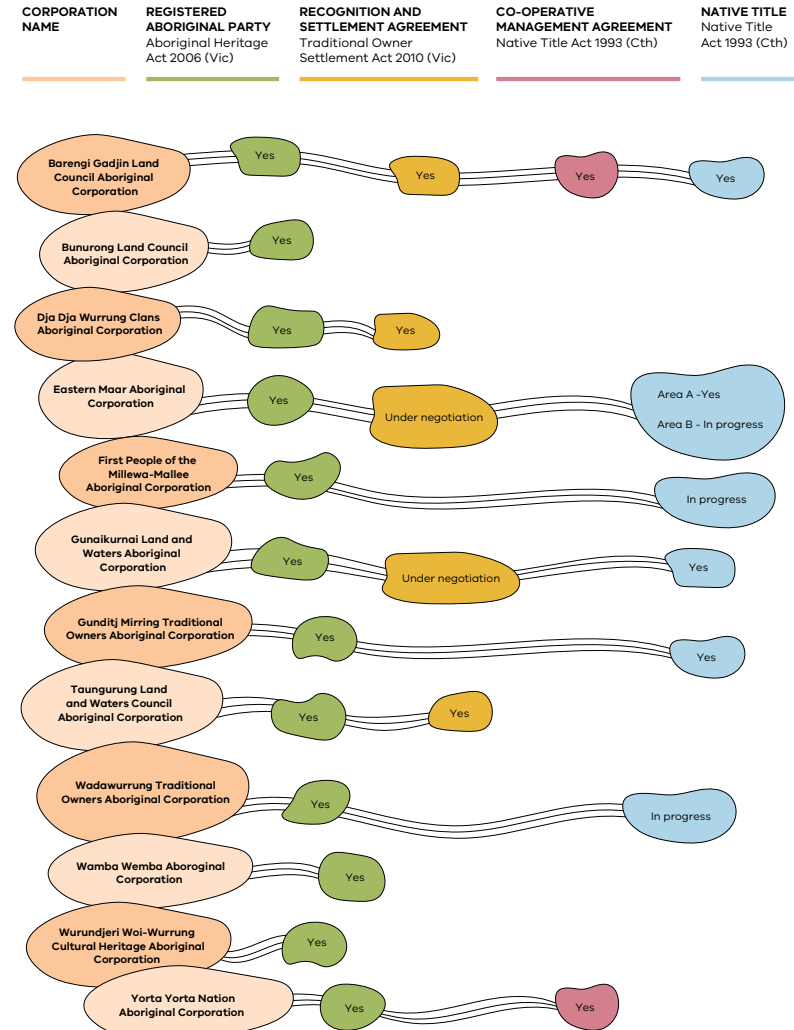 CORPORATION
NAME
REGISTERED
ABORIGINAL PARTY
Aboriginal Heritage
Act 2006 (Vic)
RECOGNITION AND
SETTLEMENT AGREEMENT
Traditional Owner
Settlement Act 2010 (Vic)
CO-OPERATIVE
MANAGEMENT AGREEMENT
Native Title Act 1993 (Cth)
NATIVE TITLE
Native Title
Act 1993 (Cth)
Barengi Gadjin Land
Council Aboriginal
Corporation
Yes
Yes
Yes
Yes
Bunurong Land Council
Aboriginal Corporation
Yes
Dja Dja Wurrung Clans
Aboriginal Corporation
Yes
Yes
Eastern Maar Aboriginal
Corporation
Yes
Under negotiation
Area A -Yes
Area B - In progress
First People of the
Millewa-Mallee
Aboriginal Corporation
Yes
In progress
Gunaikurnai Land and
Waters Aboriginal
Corporation
Yes
Under negotiation
Yes
Gunditj Mirring Traditional
Owners Aboriginal Corporation
Yes
Yes
Taungurung Land
and Waters Council
Aboriginal Corporation
Yes
Yes
Wadawurrung Traditional
Owners Aboriginal Corporation
Yes
In progress
Wamba Wemba Aboroginal
Corporation
Yes
Wurundjeri Woi-Wurrung
Cultural Heritage Aboriginal
Corporation
Yes
Yorta Yorta Nation
Aboriginal Corporation
Yes
Yes